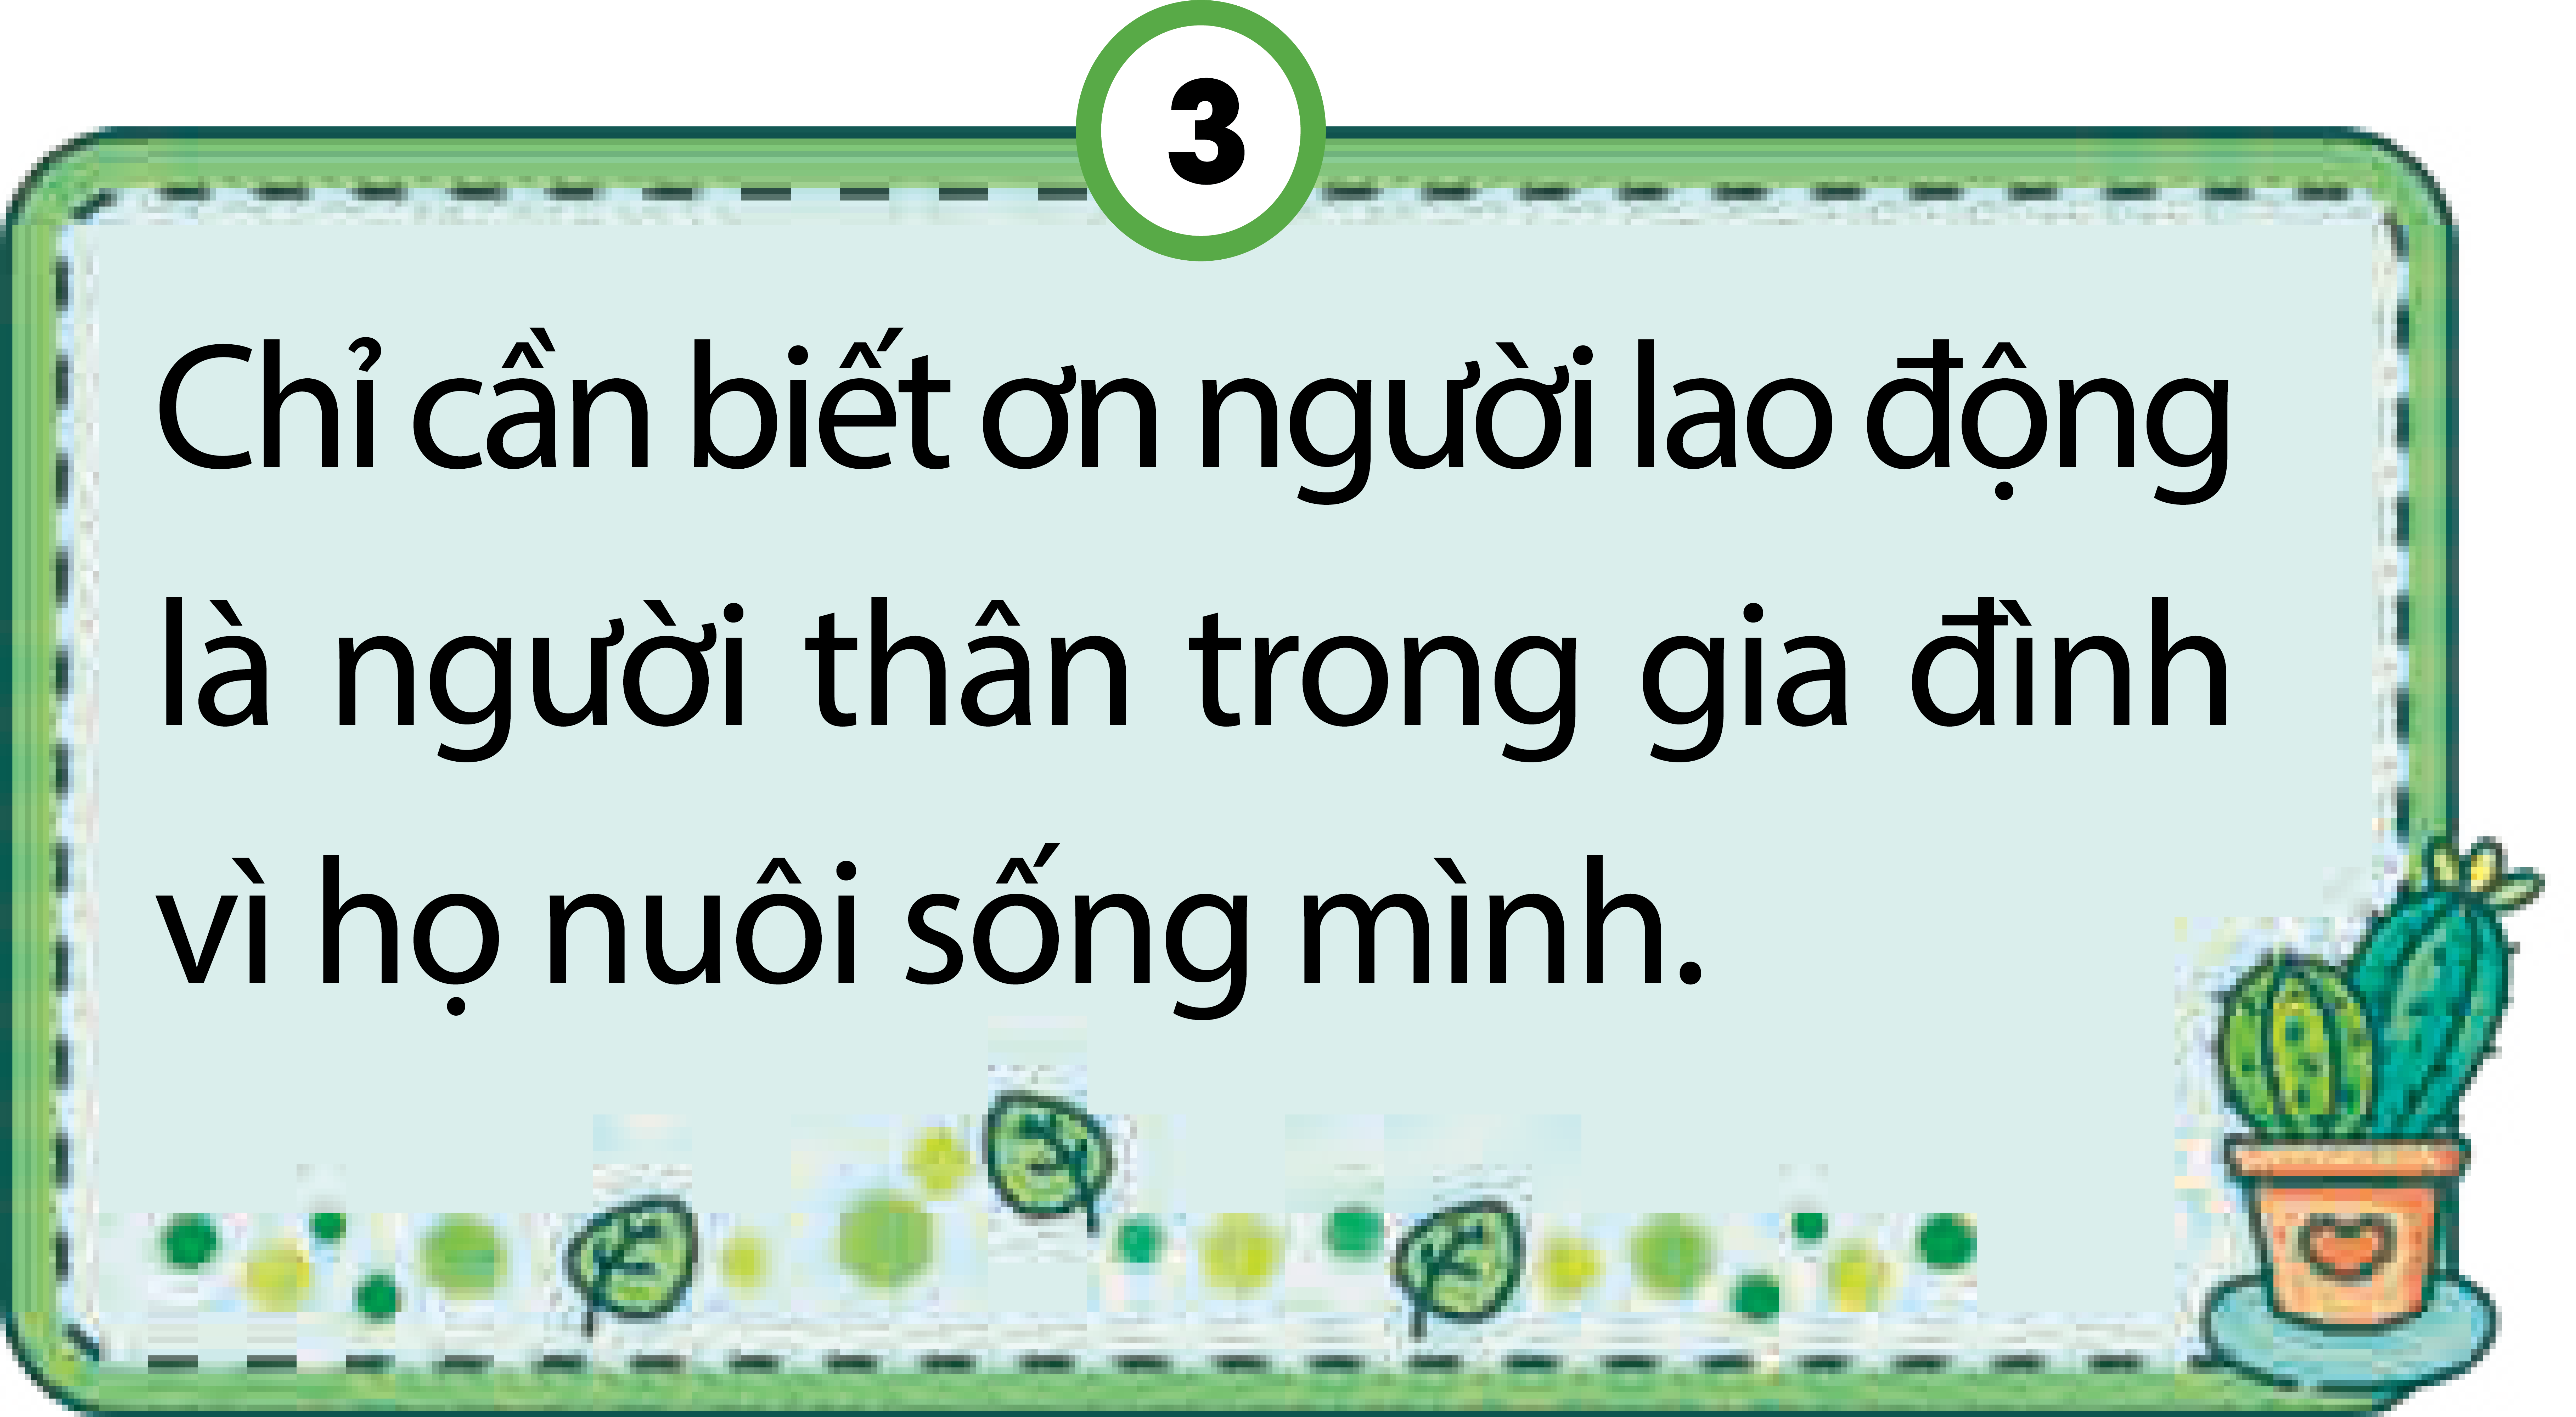 3
Chỉ cần biết ơn người lao động
là người thân trong gia đình
vì họ nuôi sống mình.